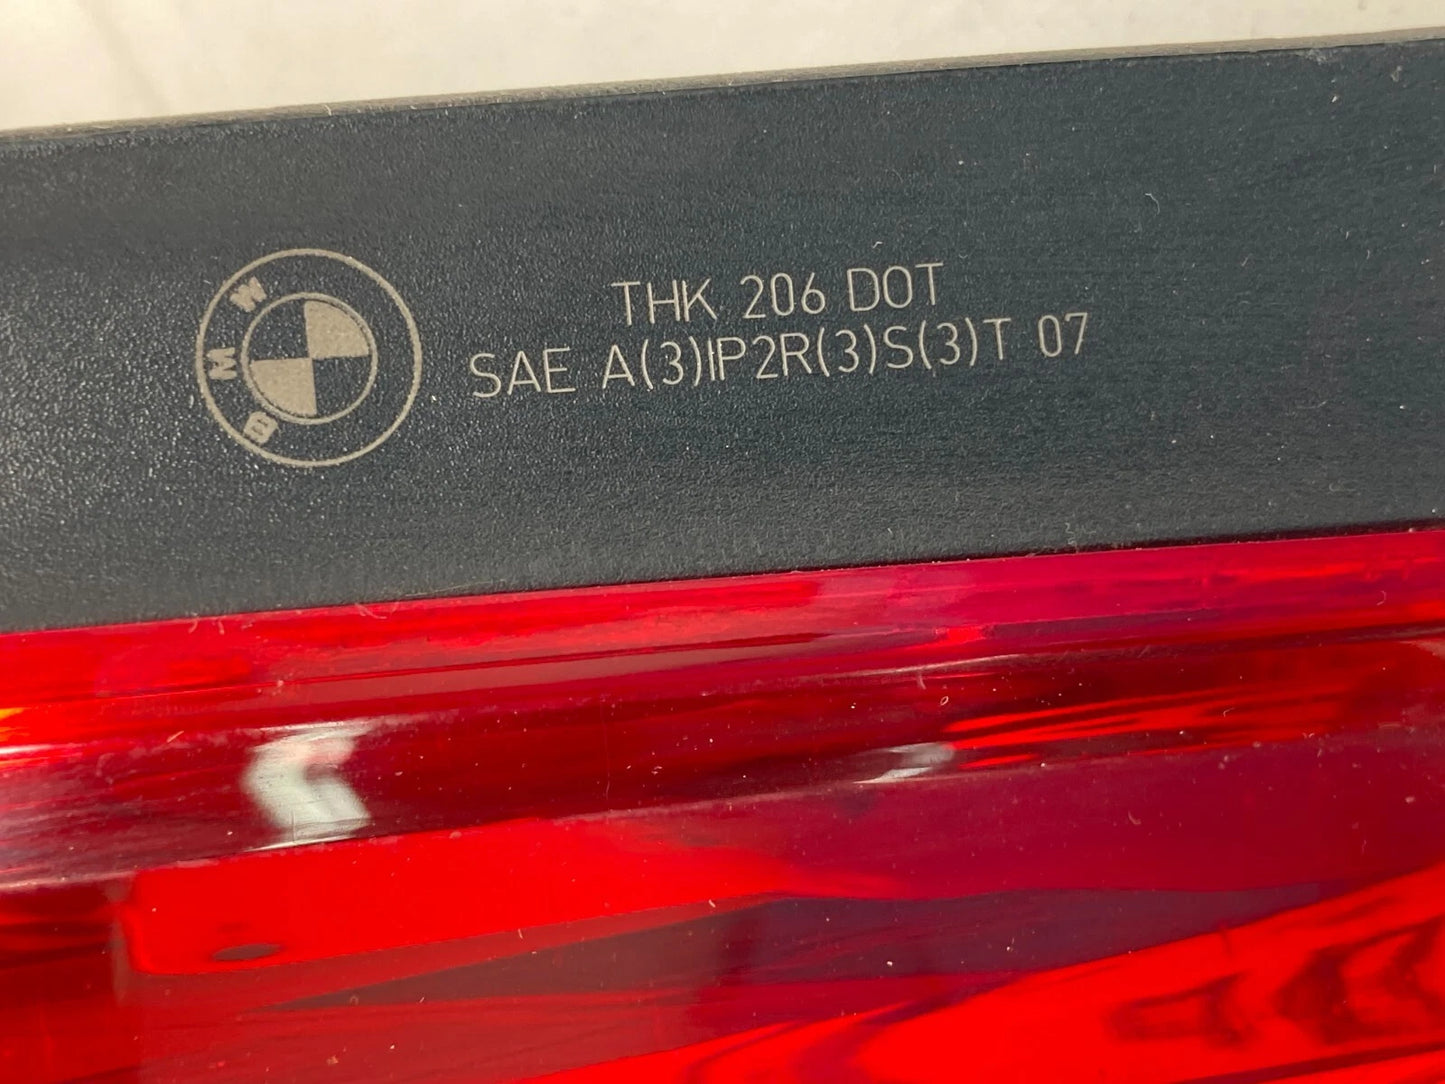 BMW
THK 206 DOT
SAE A(3)IP2R(3)S(3)T 07